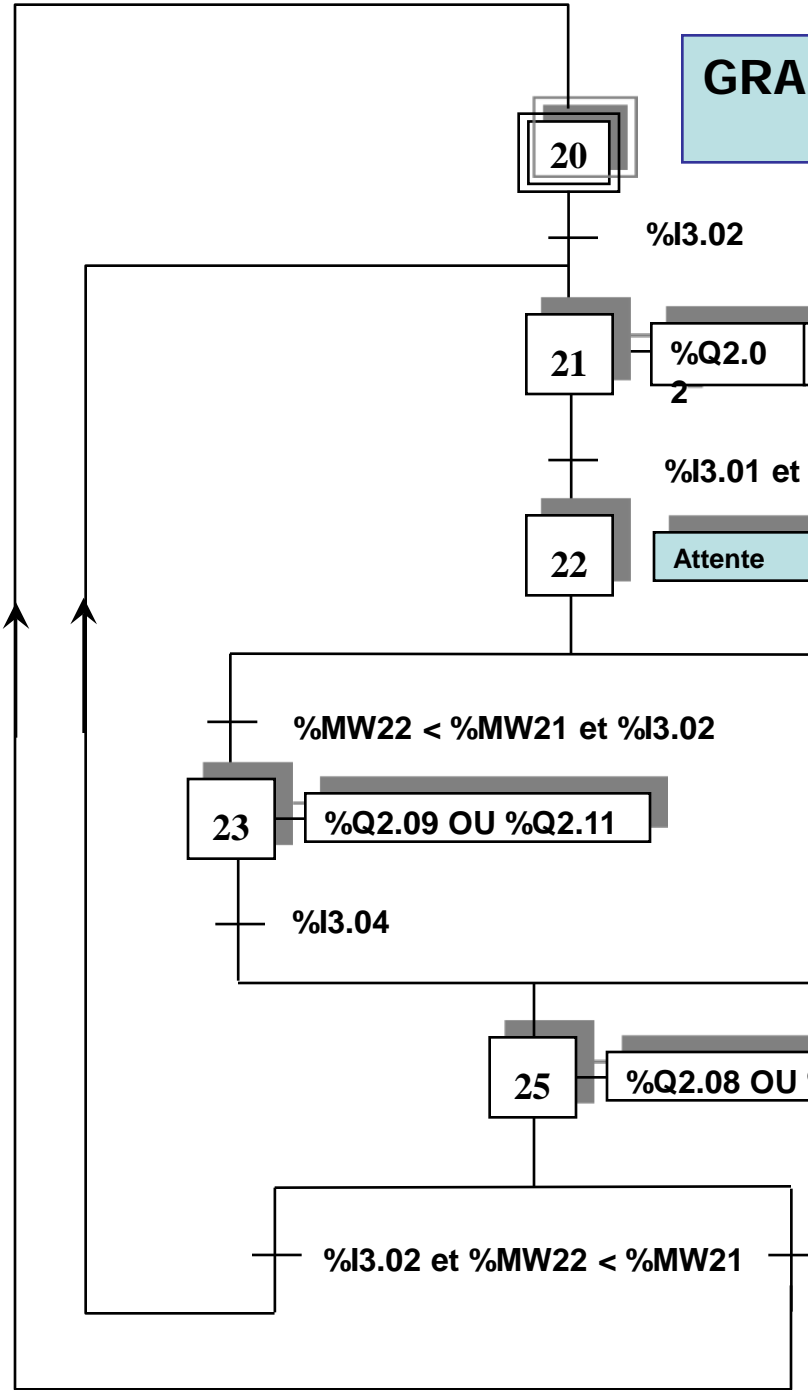 GRA
20
%I3.02
21
%Q2.0
2
%I3.01 et
22
Attente
%MW22 < %MW21 et %I3.02
23
%Q2.09 OU %Q2.11
%I3.04
25
%Q2.08 OU
%I3.02 et %MW22 < %MW21